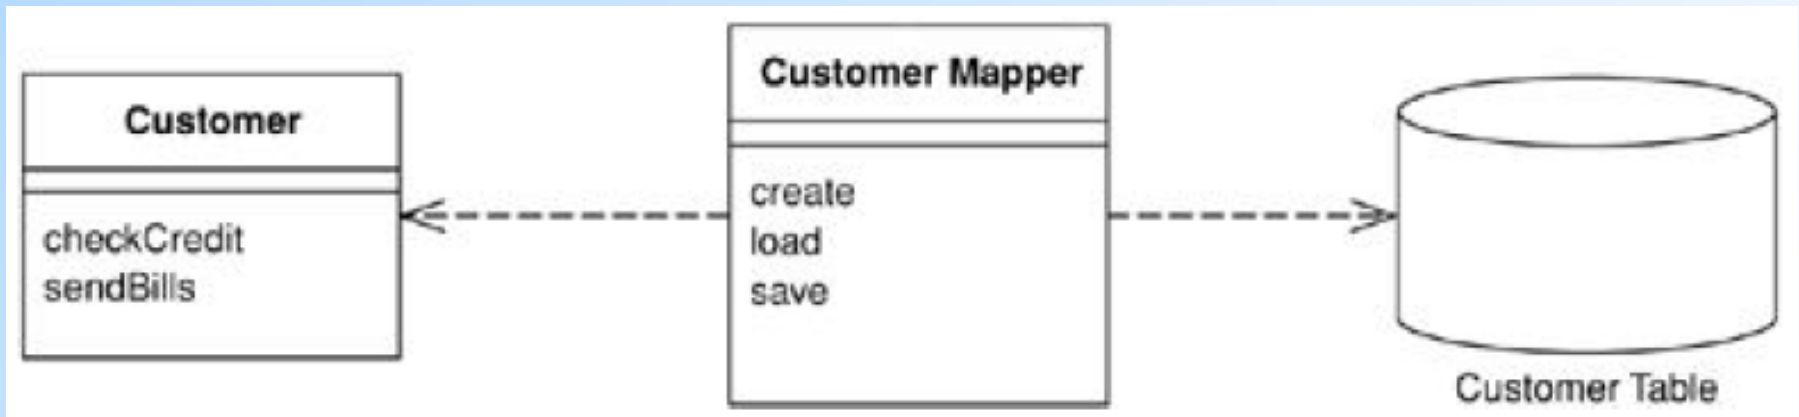 Customer
checkCredit
sendBills
Customer Mapper
create
load
save
Customer Table